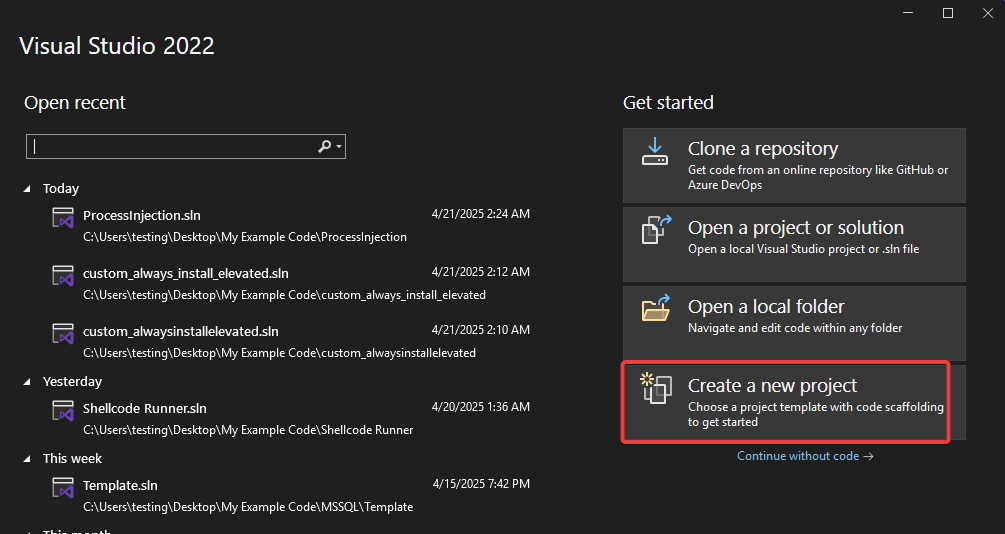 Visual Studio 2022
Open recent
Today
ProcessInjection.sln 4/21/2025 2:24 AM
C:\Users\testing\Desktop\My Example Code\ProcessInjection
custom_always_install_elevated.sln 4/21/2025 2:12 AM
C:\Users\testing\Desktop\My Example Code\custom_always_install_elevated
custom_alwaysinstallelevated.sln 4/21/2025 2:10 AM
C:\Users\testing\Desktop\My Example Code\custom_alwaysinstallelevated
Yesterday
Shellcode Runner.sln 4/20/2025 1:36 AM
C:\Users\testing\Desktop\My Example Code\Shellcode Runner
This week
Template.sln 4/15/2025 7:42 PM
C:\Users\testing\Desktop\My Example Code\MSSQL\Template
This month
Get started
Clone a repository
Get code from an online repository like GitHub or
Azure DevOps
Open a project or solution
Open a local Visual Studio project or .sln file
Open a local folder
Navigate and edit code within any folder
Create a new project
Choose a project template with code scaffolding
to get started
Continue without code →